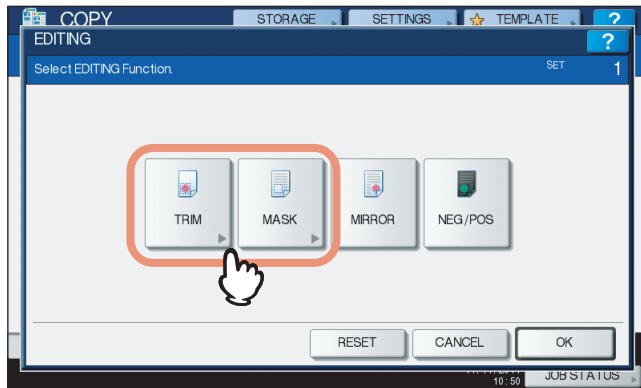 COPY STORAGE SETTINGS TEMPLATE ?
EDITING ?
Select EDITING Function. SET 1
TRIM MASK MIRROR NEG/POS
RESET CANCEL OK
10:50 JOB STATUS